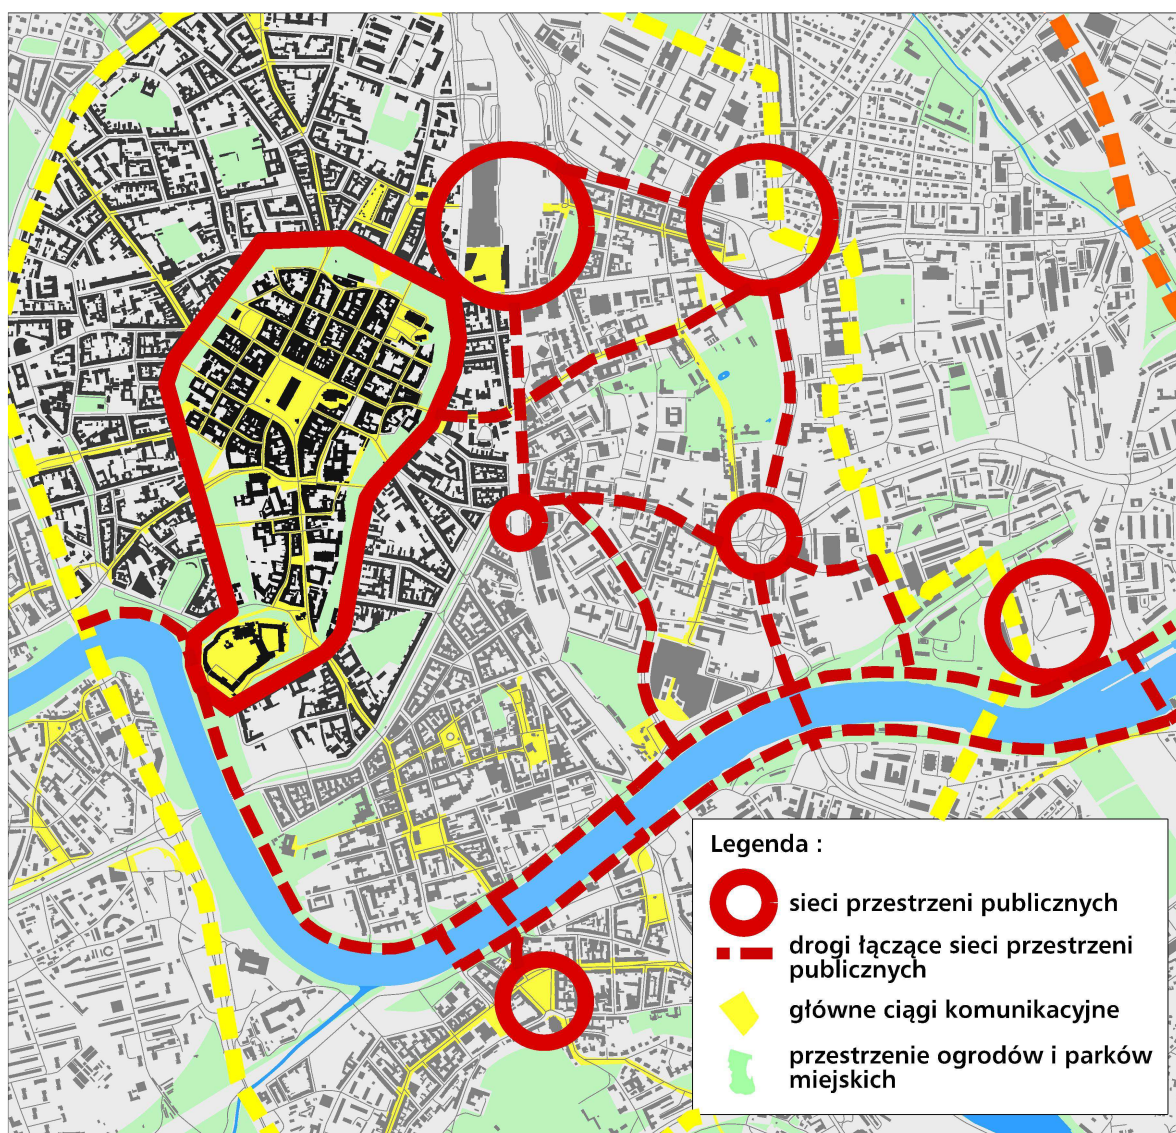 Legenda :
sieci przestrzeni publicznych
drogi łączące sieci przestrzeni
publicznych
główne ciągi komunikacyjne
przestrzenie ogrodów i parków
miejskich